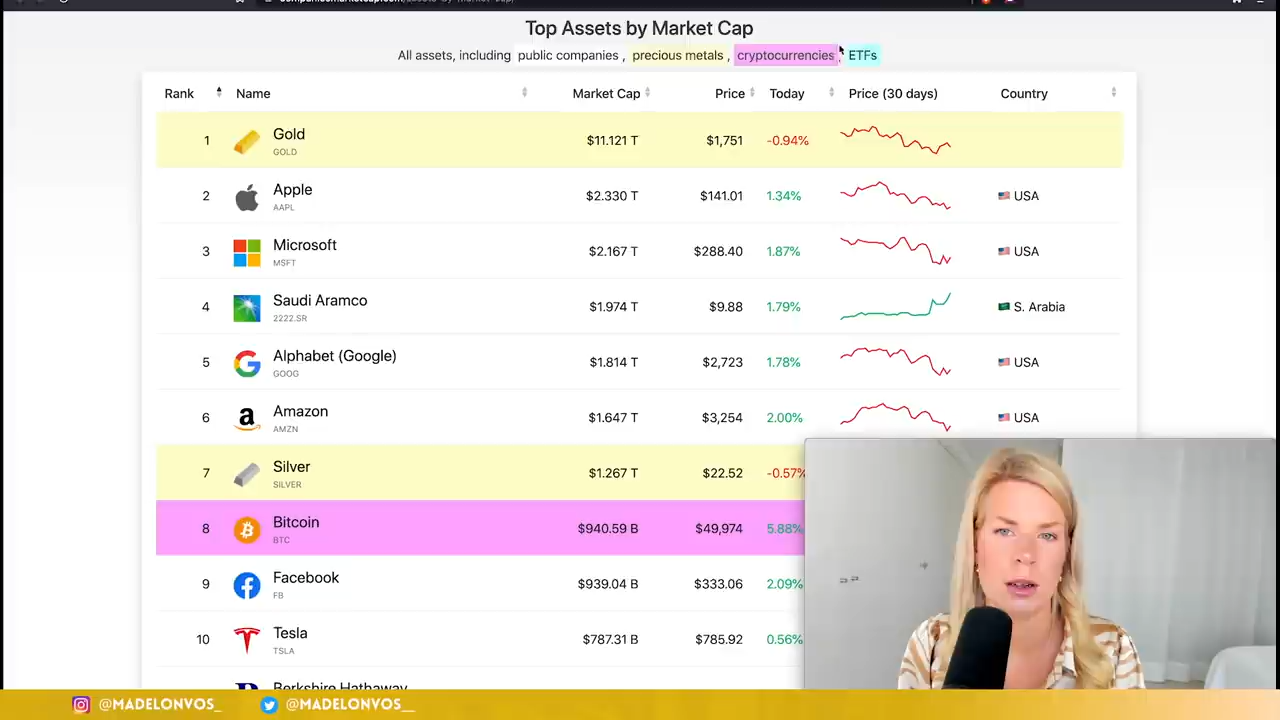 Top Assets by Market Cap
All assets, including public companies , precious metals , cryptocurrencies , ETFs
Rank Name Market Cap Price Today Price (30 days) Country
1 Gold $11.121 T $1,751 -0.94%
GOLD
2 Apple $2.330 T $141.01 1.34% USA
AAPL
3 Microsoft $2.167 T $288.40 1.87% USA
MSFT
4 Saudi Aramco $1.974 T $9.88 1.79% S. Arabia
2222.SR
5 Alphabet (Google) $1.814 T $2,723 1.78% USA
GOOG
6 Amazon $1.647 T $3,254 2.00% USA
AMZN
7 Silver $1.267 T $22.52 -0.57%
SILVER
8 Bitcoin $940.59 B $49,974 5.88%
BTC
9 Facebook $939.04 B $333.06 2.09%
FB
10 Tesla $787.31 B $785.92 0.56%
TSLA
Berkshire Hathaway
@MADELONVOS_ @MADELONVOS__